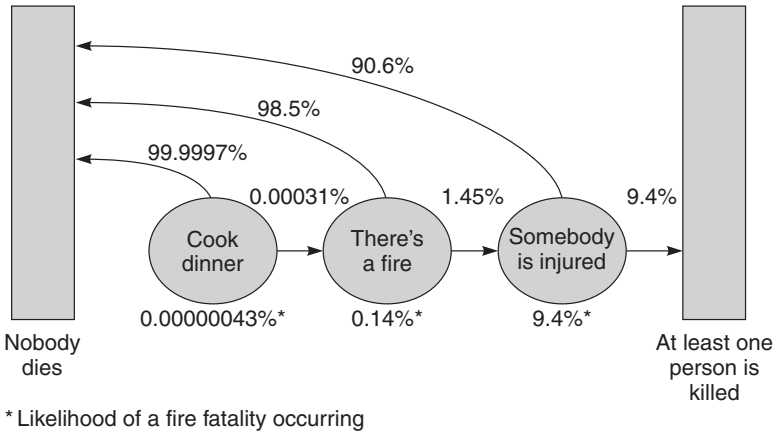 90.6%
98.5%
99.9997%
0.00031%
1.45%
9.4%
Cook
dinner
There's
a fire
Somebody
is injured
0.00000043%*
0.14%*
9.4%*
Nobody
dies
At least one
person is
killed
* Likelihood of a fire fatality occurring